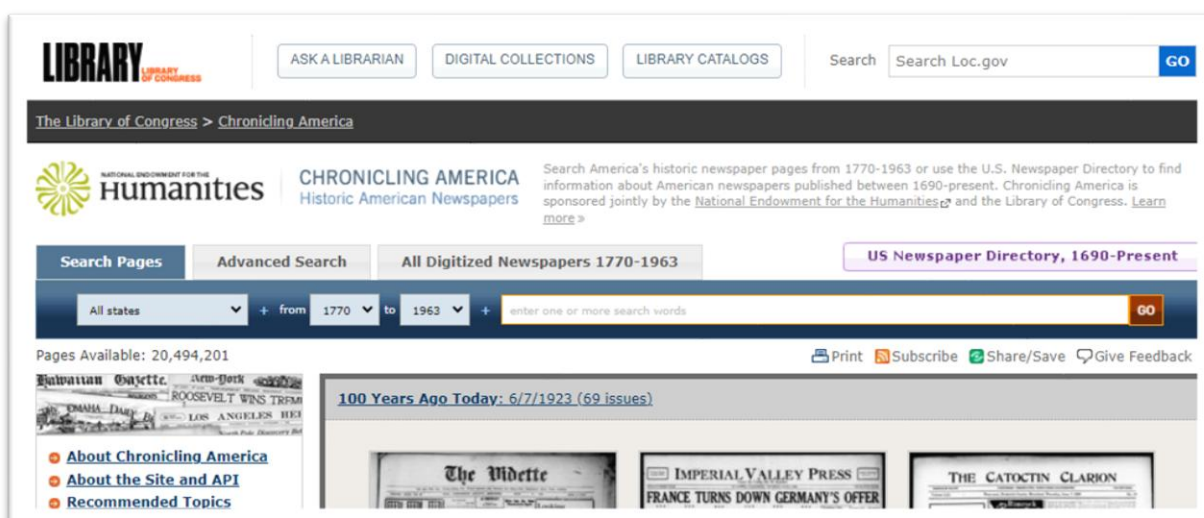 LIBRARY LIBRARY OF CONGRESS
ASK A LIBRARIAN DIGITAL COLLECTIONS LIBRARY CATALOGS Search Search Loc.gov GO
The Library of Congress > Chronicling America
NATIONAL ENDOWMENT FOR THE
Humanities
CHRONICLING AMERICA
Historic American Newspapers
Search America's historic newspaper pages from 1770-1963 or use the U.S. Newspaper Directory to find
information about American newspapers published between 1690-present. Chronicling America is
sponsored jointly by the National Endowment for the Humanities and the Library of Congress. Learn
more »
Search Pages Advanced Search All Digitized Newspapers 1770-1963 US Newspaper Directory, 1690-Present
All states + from 1770 to 1963 + enter one or more search words GO
Pages Available: 20,494,201 Print Subscribe Share/Save Give Feedback
Hawaiian Gazette. New-York
ROOSEVELT WINS
OMAHA DAILY LOS ANGELES
100 Years Ago Today: 6/7/1923 (69 issues)
About Chronicling America
About the Site and API
Recommended Topics
The Vidette
IMPERIAL VALLEY PRESS
FRANCE TURNS DOWN GERMANY'S OFFER
THE CATOCTIN CLARION